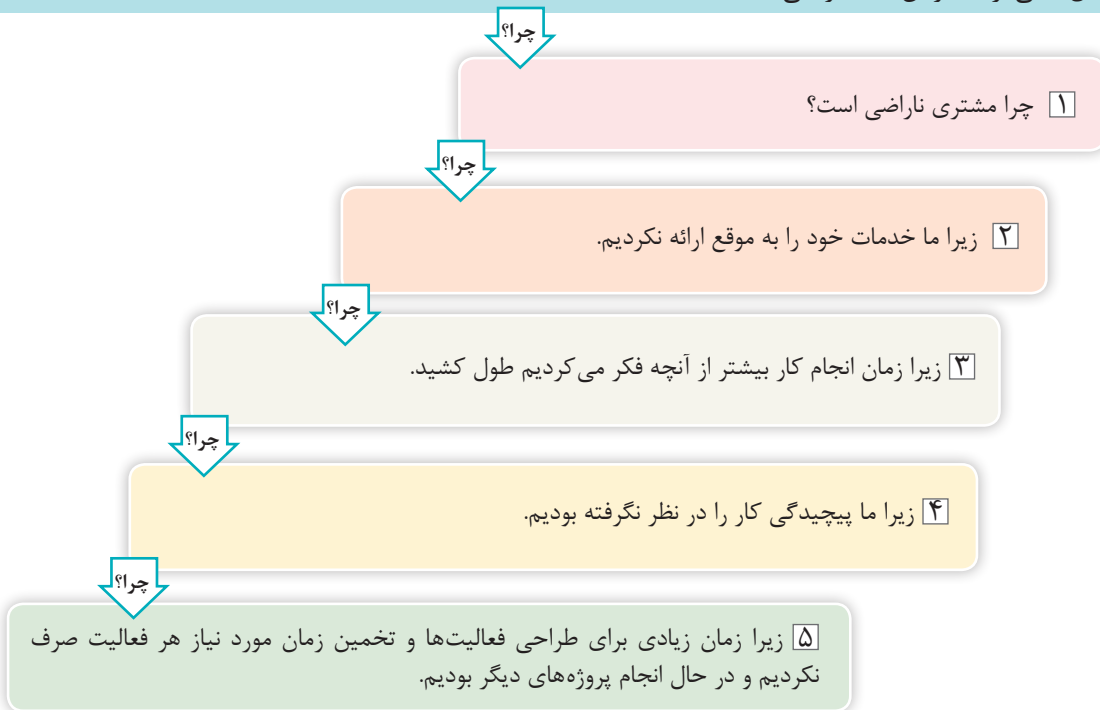 چرا؟
۱ چرا مشتری ناراضی است؟
چرا؟
۲ زیرا ما خدمات خود را به موقع ارائه نکردیم.
چرا؟
۳ زیرا زمان انجام کار بیشتر از آنچه فکر می‌کردیم طول کشید.
چرا؟
۴ زیرا ما پیچیدگی کار را در نظر نگرفته بودیم.
چرا؟
۵ زیرا زمان زیادی برای طراحی فعالیت‌ها و تخمین زمان مورد نیاز هر فعالیت صرف
نکردیم و در حال انجام پروژه‌های دیگر بودیم.